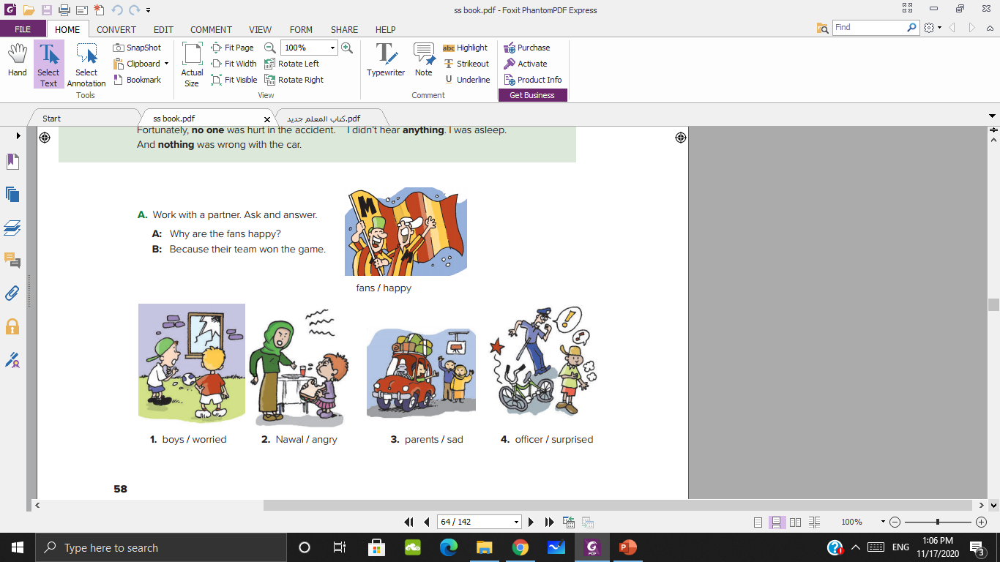 ss book.pdf - Foxit PhantomPDF Express
FILE HOME CONVERT EDIT COMMENT VIEW FORM SHARE HELP
Find
Hand
Select Text
Select Annotation
SnapShot
Clipboard
Bookmark
Tools
Actual Size
Fit Page
Fit Width
Fit Visible
100%
Rotate Left
Rotate Right
View
Typewriter
Note
abc Highlight
T Strikeout
U Underline
Comment
Purchase
Activate
Product Info
Get Business
Start
ss book.pdf
كتاب المعلم جديد.pdf
Fortunately, no one was hurt in the accident. I didn't hear anything. I was asleep.
And nothing was wrong with the car.
A. Work with a partner. Ask and answer.
A: Why are the fans happy?
B: Because their team won the game.
M
M
fans / happy
1. boys / worried
2. Nawal / angry
3. parents / sad
4. officer / surprised
58
64 / 142
100%
Type here to search
ENG
1:06 PM
11/17/2020
3